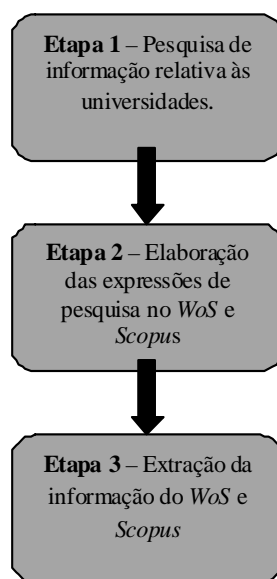 Etapa 1 – Pesquisa de
informação relativa às
universidades.
Etapa 2 – Elaboração
das expressões de
pesquisa no WoS e
Scopus
Etapa 3 – Extração da
informação do WoS e
Scopus